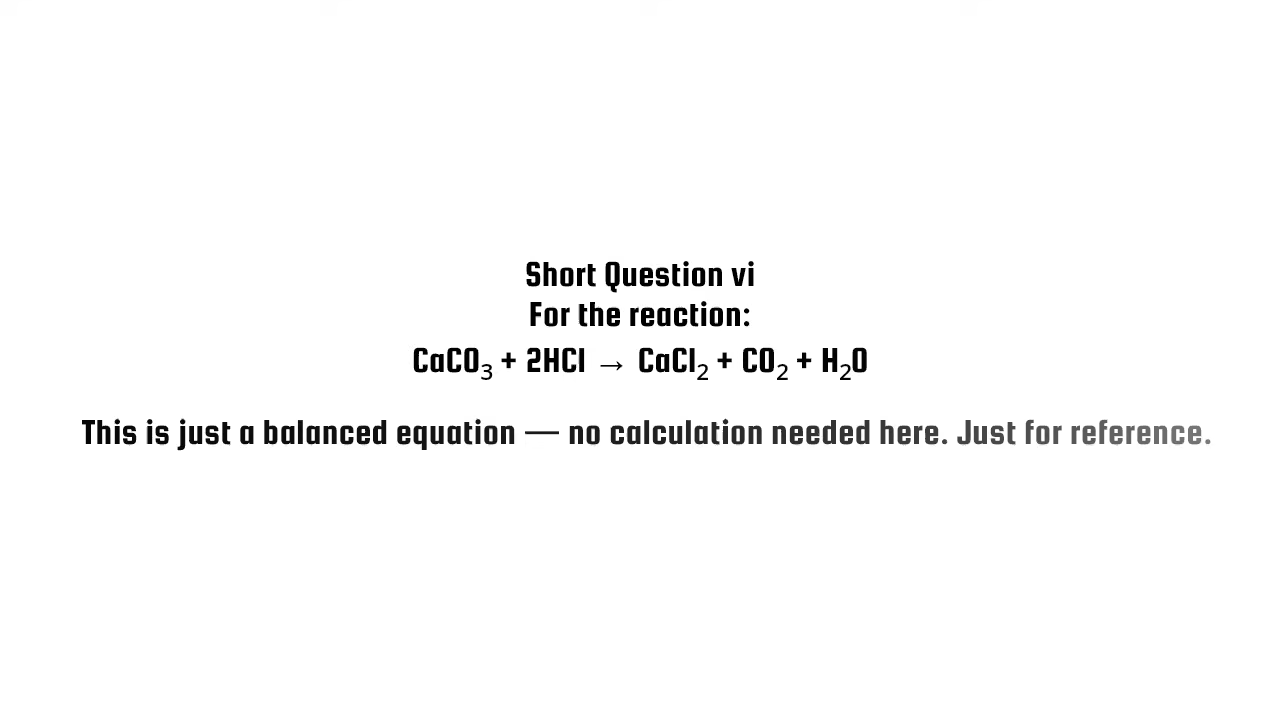 Short Question vi
For the reaction:
CaCO₃ + 2HCl → CaCl₂ + CO₂ + H₂O
This is just a balanced equation — no calculation needed here. Just for reference.